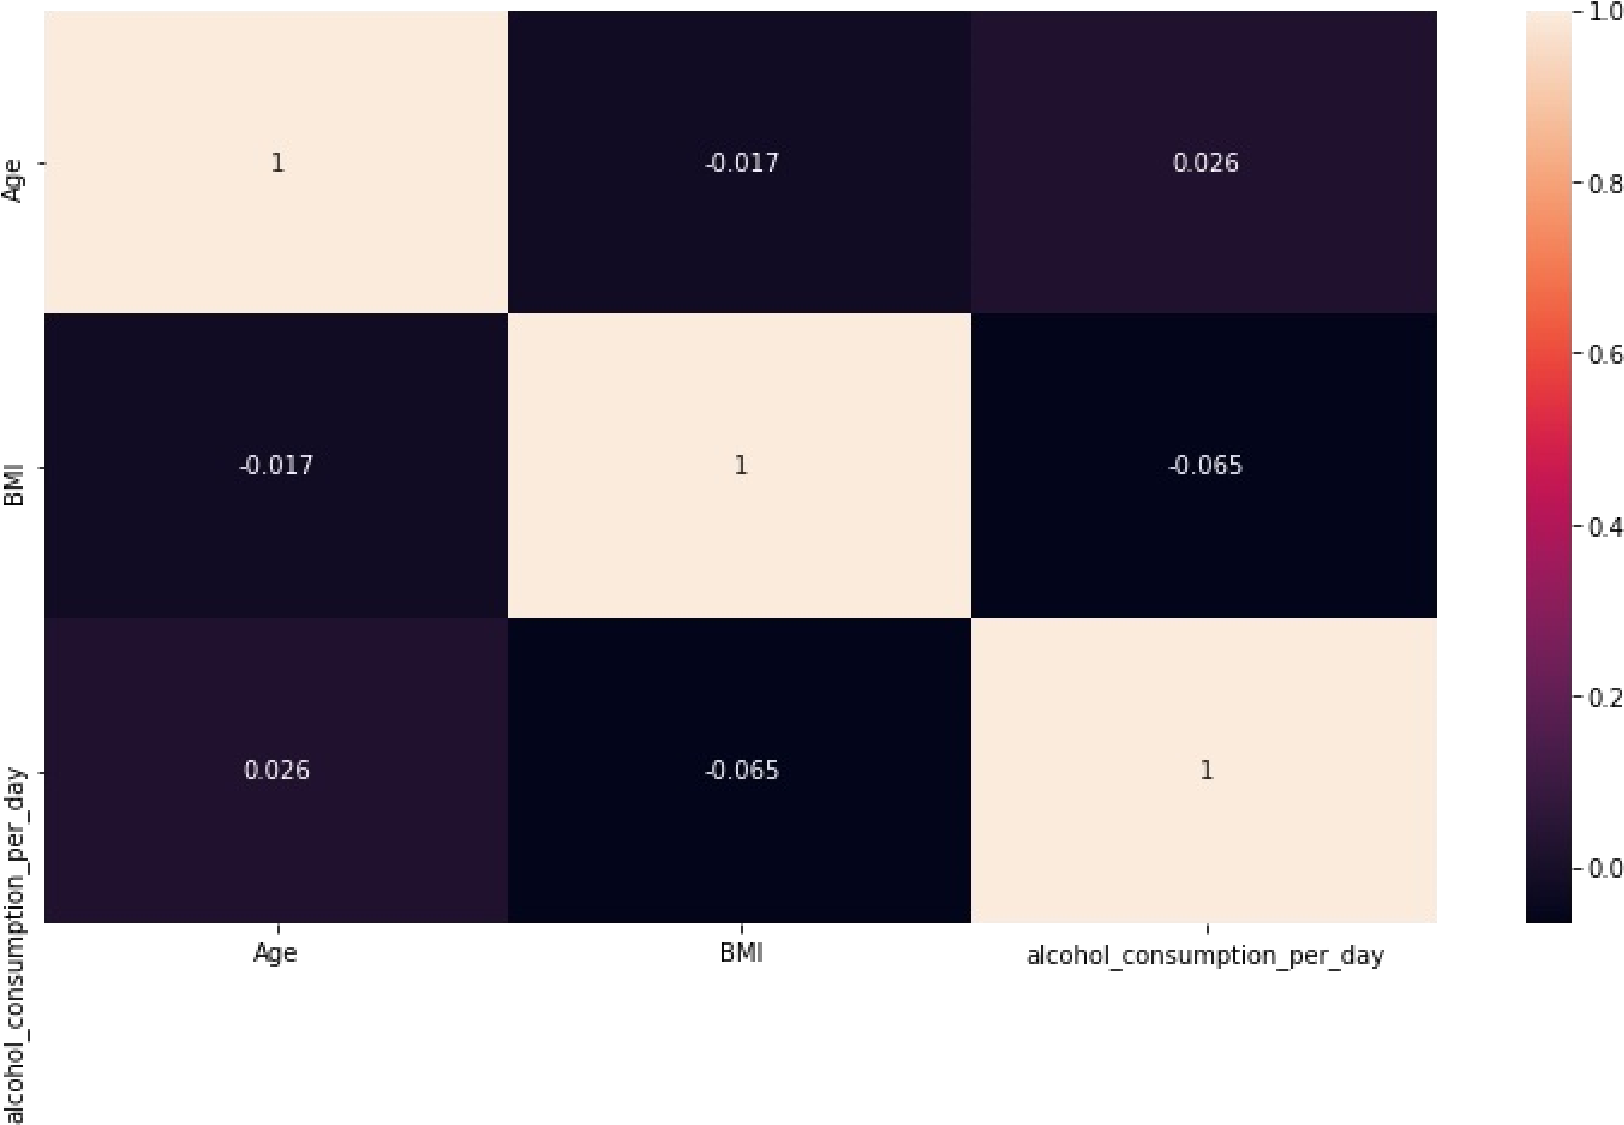 Age
1
-0.017
0.026
BMI
-0.017
1
-0.065
alcohol_consumption_per_day
0.026
-0.065
1
Age
BMI
alcohol_consumption_per_day
1.0
0.8
0.6
0.4
0.2
0.0